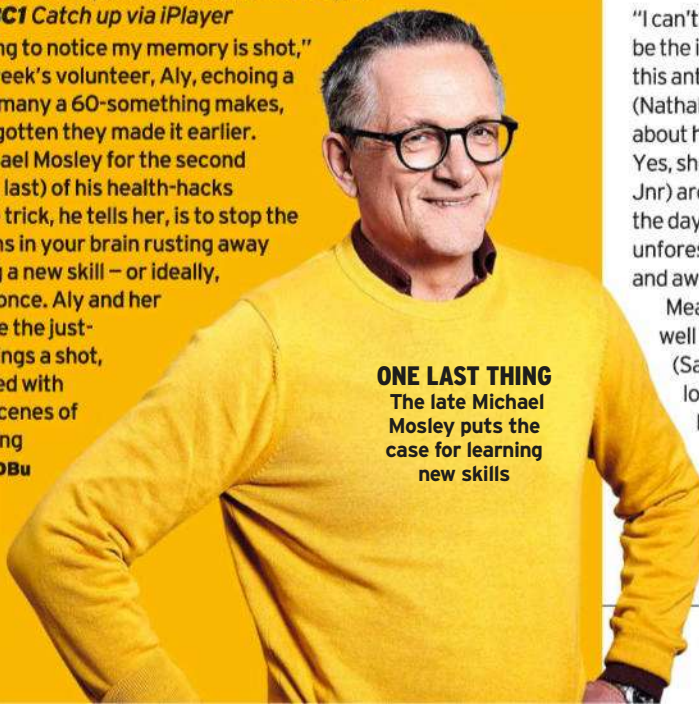 C1 Catch up via iPlayer
ng to notice my memory is shot,"
eek's volunteer, Aly, echoing a
many a 60-something makes,
gotten they made it earlier.
ael Mosley for the second
last) of his health-hacks
trick, he tells her, is to stop the
ns in your brain rusting away
g a new skill – or ideally,
once. Aly and her
e the just-
ings a shot,
ed with
cenes of
ng
DBu
ONE LAST THING
The late Michael
Mosley puts the
case for learning
new skills
"I can't
be the i
this ant
(Nathal
about h
Yes, sh
Jnr) are
the day
unfores
and aw
Mea
well
(Sa
lo